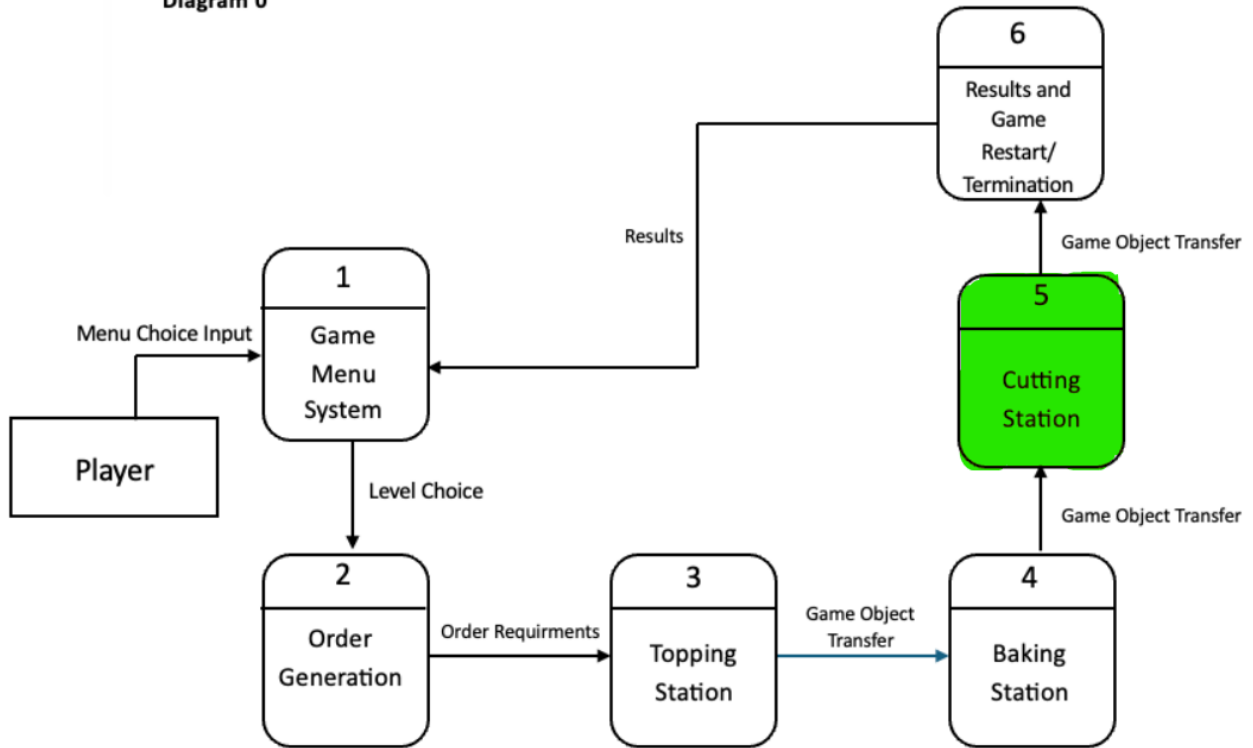 Diagram 0
6
Results and
Game
Restart/
Termination
Results
Game Object Transfer
1
Game
Menu
System
Menu Choice Input
5
Cutting
Station
Player
Level Choice
Game Object Transfer
2
Order
Generation
Order Requirments
3
Topping
Station
Game Object
Transfer
4
Baking
Station